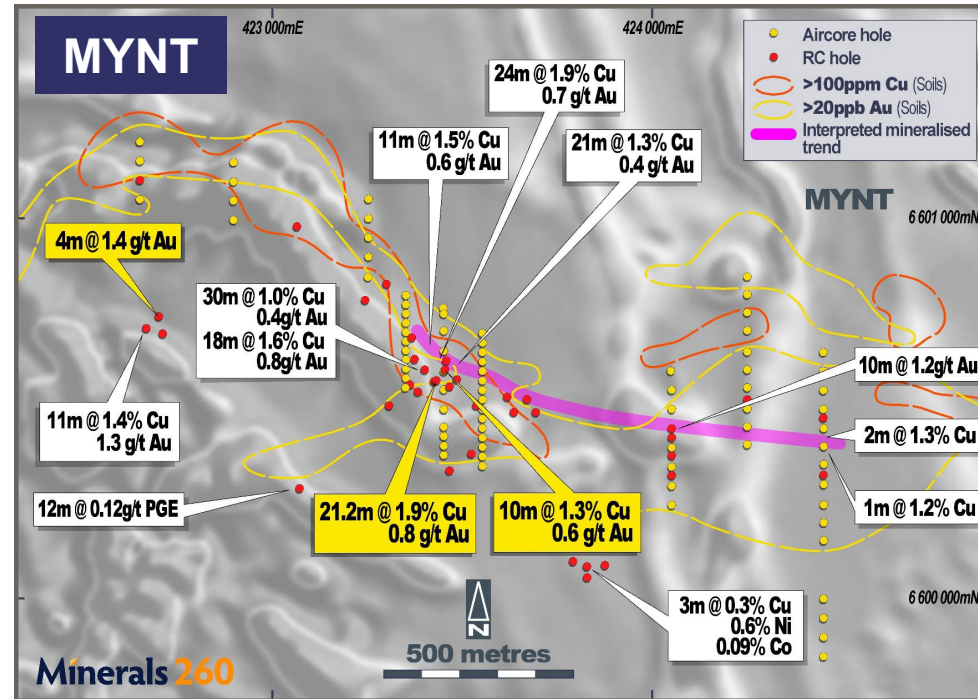 MYNT
423 000mE
424 000mE
Aircore hole
RC hole
>100ppm Cu (Soils)
>20ppb Au (Soils)
Interpreted mineralised
trend
24m @ 1.9% Cu
0.7 g/t Au
11m @ 1.5% Cu
0.6 g/t Au
21m @ 1.3% Cu
0.4 g/t Au
MYNT
6 601 000mN
4m @ 1.4 g/t Au
30m @ 1.0% Cu
0.4g/t Au
18m @ 1.6% Cu
0.8g/t Au
10m @ 1.2g/t Au
11m @ 1.4% Cu
1.3 g/t Au
2m @ 1.3% Cu
12m @ 0.12g/t PGE
21.2m @ 1.9% Cu
0.8 g/t Au
10m @ 1.3% Cu
0.6 g/t Au
1m @ 1.2% Cu
3m @ 0.3% Cu
0.6% Ni
0.09% Co
6 600 000mN
N
500 metres
Minerals 260